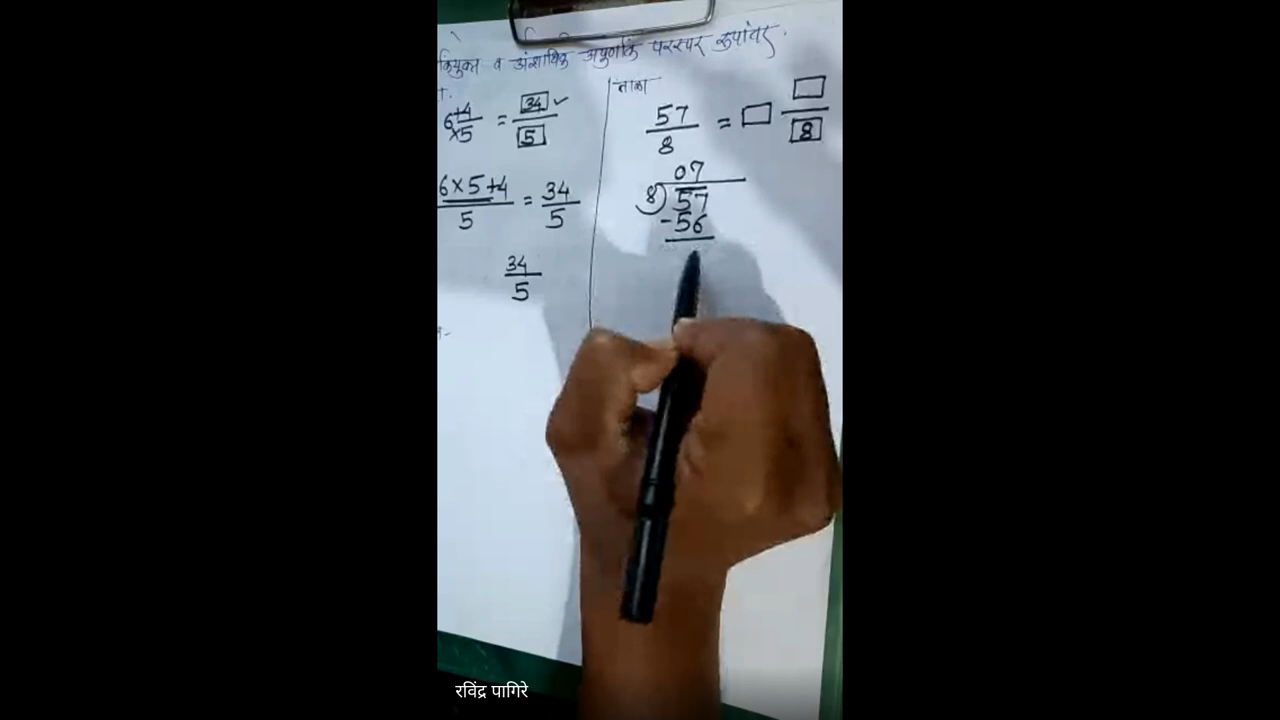 व अंशाधिक अपूर्णांक परस्पर रूपांतर.
6 +4/×5 = 34/5 ✓
6×5+4/5 = 34/5
34/5
57/8 = □ □/8
07
8) 57
-56
रविंद्र पागिरे